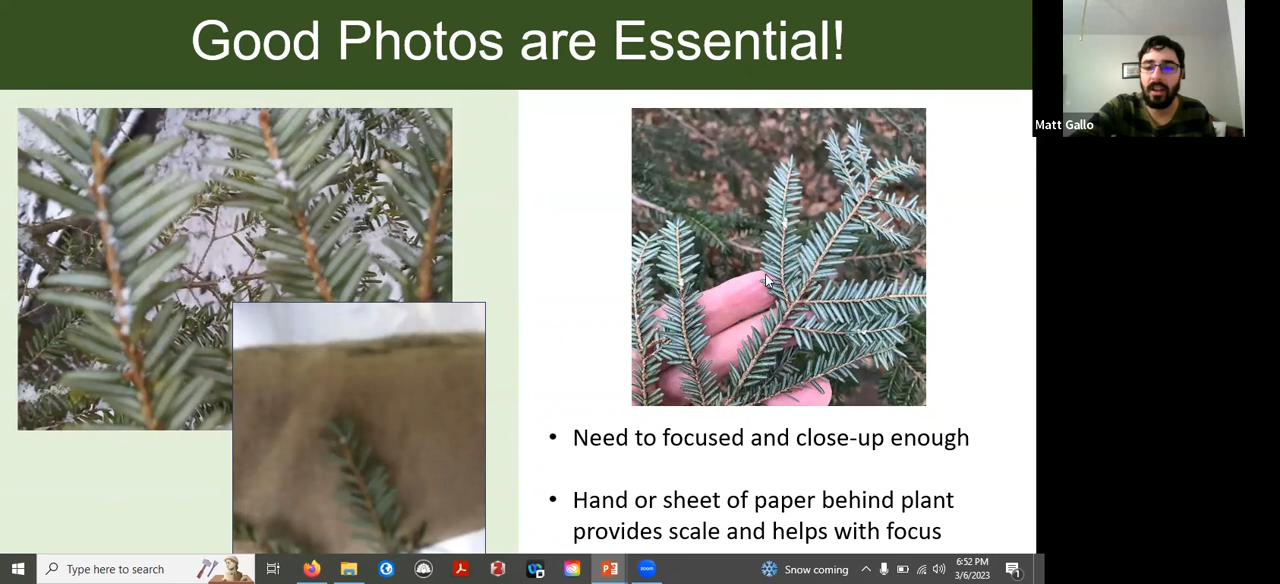 Good Photos are Essential!
Matt Gallo
• Need to focused and close-up enough
• Hand or sheet of paper behind plant
provides scale and helps with focus
Type here to search
Snow coming
6:52 PM
3/6/2023
zoom